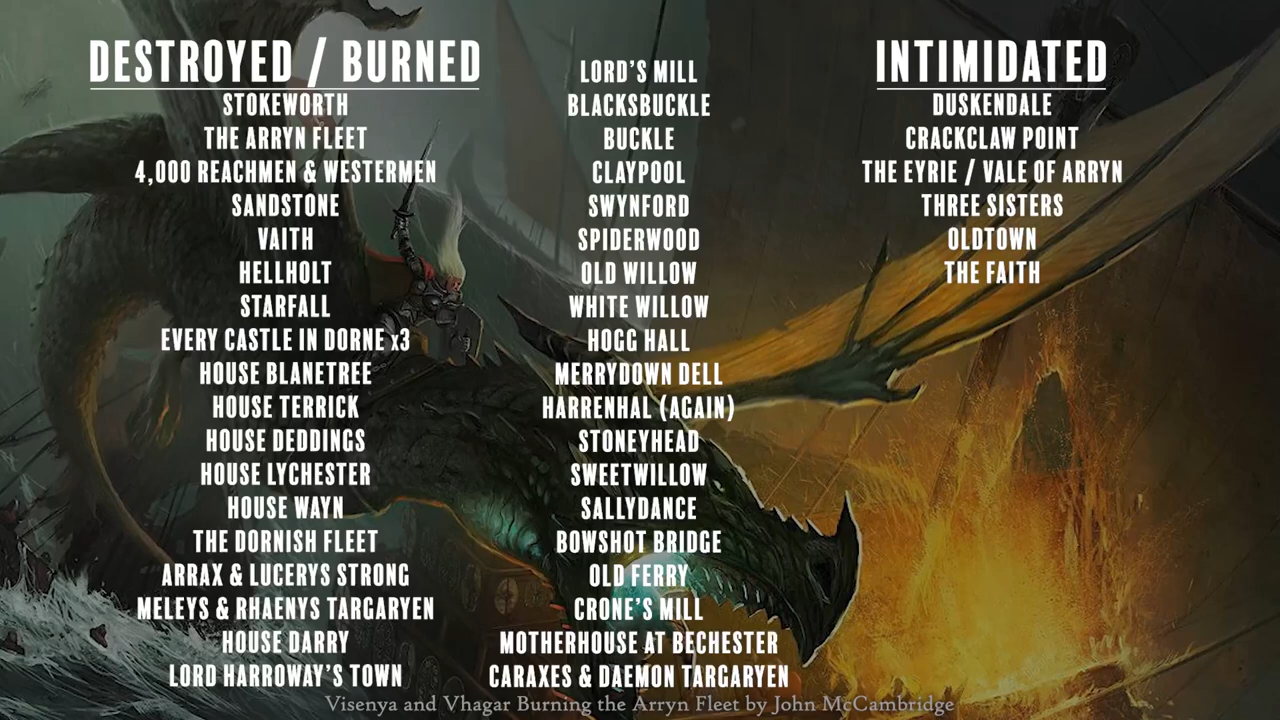 DESTROYED / BURNED
STOKEWORTH
THE ARRYN FLEET
4,000 REACHMEN & WESTERMEN
SANDSTONE
VAITH
HELLHOLT
STARFALL
EVERY CASTLE IN DORNE x3
HOUSE BLANETREE
HOUSE TERRICK
HOUSE DEDDINGS
HOUSE LYCHESTER
HOUSE WAYN
THE DORNISH FLEET
ARRAX & LUCERYS STRONG
MELEYS & RHAENYS TARGARYEN
HOUSE DARRY
LORD HARROWAY'S TOWN
LORD'S MILL
BLACKSBUCKLE
BUCKLE
CLAYPOOL
SWYNFORD
SPIDERWOOD
OLD WILLOW
WHITE WILLOW
HOGG HALL
MERRYDOWN DELL
HARRENHAL (AGAIN)
STONEYHEAD
SWEETWILLOW
SALLYDANCE
BOWSHOT BRIDGE
OLD FERRY
CRONE'S MILL
MOTHERHOUSE AT BECHESTER
CARAXES & DAEMON TARGARYEN
INTIMIDATED
DUSKENDALE
CRACKCLAW POINT
THE EYRIE / VALE OF ARRYN
THREE SISTERS
OLDTOWN
THE FAITH
Visenya and Vhagar Burning the Arryn Fleet by John McCambridge